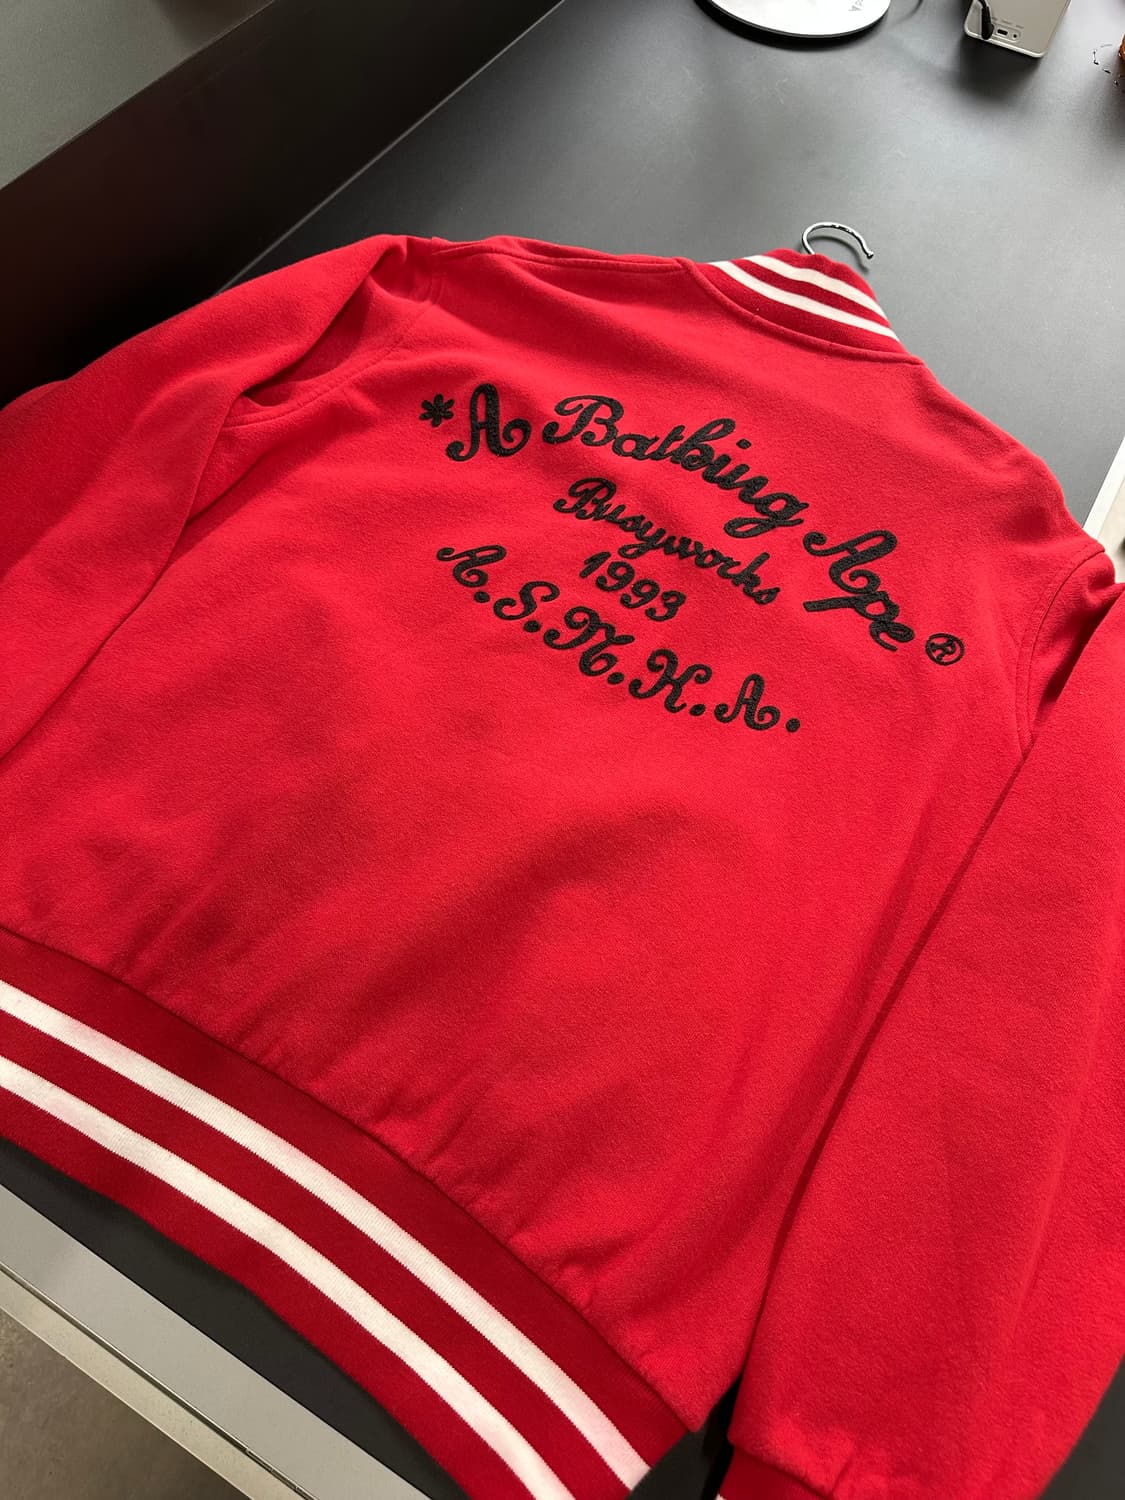 *A Bathing Ape®
Busyworks
1993
A.S.M.K.A.